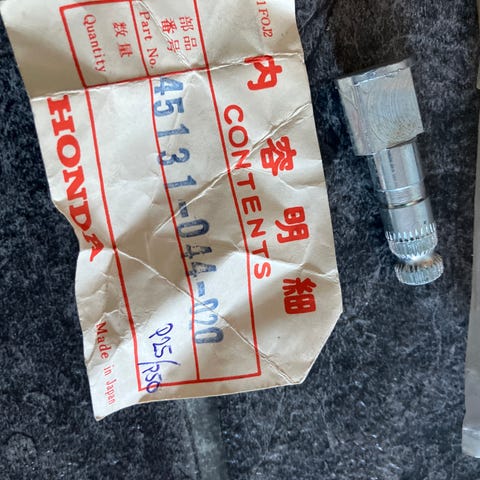 内容明細
CONTENTS
部品
番号
Part No.
45131-044-020
数量
Quantity
HONDA
Made in Japan
P25/P50